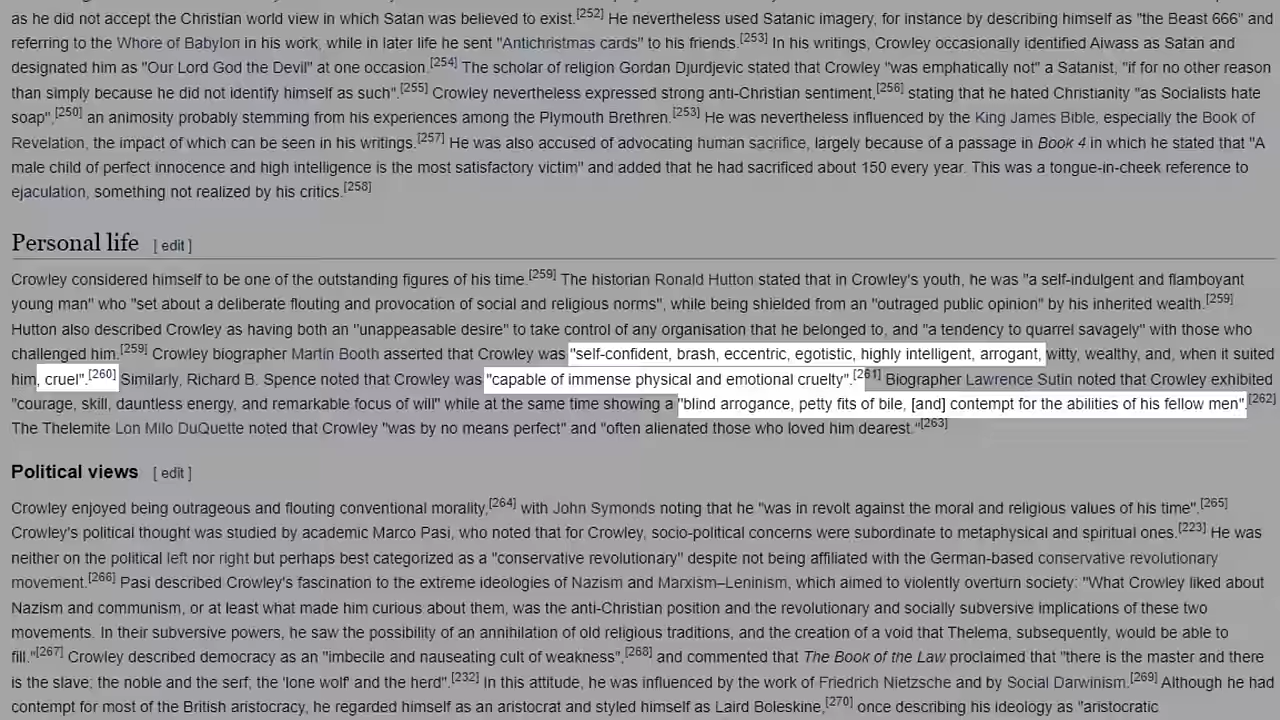 as he did not accept the Christian world view in which Satan was believed to exist.[252] He nevertheless used Satanic imagery, for instance by describing himself as "the Beast 666" and
referring to the Whore of Babylon in his work, while in later life he sent "Antichristmas cards" to his friends.[253] In his writings, Crowley occasionally identified Aiwass as Satan and
designated him as "Our Lord God the Devil" at one occasion.[254] The scholar of religion Gordan Djurdjevic stated that Crowley "was emphatically not" a Satanist, "if for no other reason
than simply because he did not identify himself as such".[255] Crowley nevertheless expressed strong anti-Christian sentiment,[256] stating that he hated Christianity "as Socialists hate
soap",[250] an animosity probably stemming from his experiences among the Plymouth Brethren.[253] He was nevertheless influenced by the King James Bible, especially the Book of
Revelation, the impact of which can be seen in his writings.[257] He was also accused of advocating human sacrifice, largely because of a passage in Book 4 in which he stated that "A
male child of perfect innocence and high intelligence is the most satisfactory victim" and added that he had sacrificed about 150 every year. This was a tongue-in-cheek reference to
ejaculation, something not realized by his critics.[258]
Personal life [ edit ]
Crowley considered himself to be one of the outstanding figures of his time.[259] The historian Ronald Hutton stated that in Crowley's youth, he was "a self-indulgent and flamboyant
young man" who "set about a deliberate flouting and provocation of social and religious norms", while being shielded from an "outraged public opinion" by his inherited wealth.[259]
Hutton also described Crowley as having both an "unappeasable desire" to take control of any organisation that he belonged to, and "a tendency to quarrel savagely" with those who
challenged him.[259] Crowley biographer Martin Booth asserted that Crowley was "self-confident, brash, eccentric, egotistic, highly intelligent, arrogant, witty, wealthy, and, when it suited
him, cruel".[260] Similarly, Richard B. Spence noted that Crowley was "capable of immense physical and emotional cruelty".[261] Biographer Lawrence Sutin noted that Crowley exhibited
"courage, skill, dauntless energy, and remarkable focus of will" while at the same time showing a "blind arrogance, petty fits of bile, [and] contempt for the abilities of his fellow men".[262]
The Thelemite Lon Milo DuQuette noted that Crowley "was by no means perfect" and "often alienated those who loved him dearest."[263]
Political views [ edit ]
Crowley enjoyed being outrageous and flouting conventional morality,[264] with John Symonds noting that he "was in revolt against the moral and religious values of his time".[265]
Crowley's political thought was studied by academic Marco Pasi, who noted that for Crowley, socio-political concerns were subordinate to metaphysical and spiritual ones.[223] He was
neither on the political left nor right but perhaps best categorized as a "conservative revolutionary" despite not being affiliated with the German-based conservative revolutionary
movement.[266] Pasi described Crowley's fascination to the extreme ideologies of Nazism and Marxism–Leninism, which aimed to violently overturn society: "What Crowley liked about
Nazism and communism, or at least what made him curious about them, was the anti-Christian position and the revolutionary and socially subversive implications of these two
movements. In their subversive powers, he saw the possibility of an annihilation of old religious traditions, and the creation of a void that Thelema, subsequently, would be able to
fill."[267] Crowley described democracy as an "imbecile and nauseating cult of weakness",[268] and commented that The Book of the Law proclaimed that "there is the master and there
is the slave; the noble and the serf; the 'lone wolf' and the herd".[232] In this attitude, he was influenced by the work of Friedrich Nietzsche and by Social Darwinism.[269] Although he had
contempt for most of the British aristocracy, he regarded himself as an aristocrat and styled himself as Laird Boleskine,[270] once describing his ideology as "aristocratic